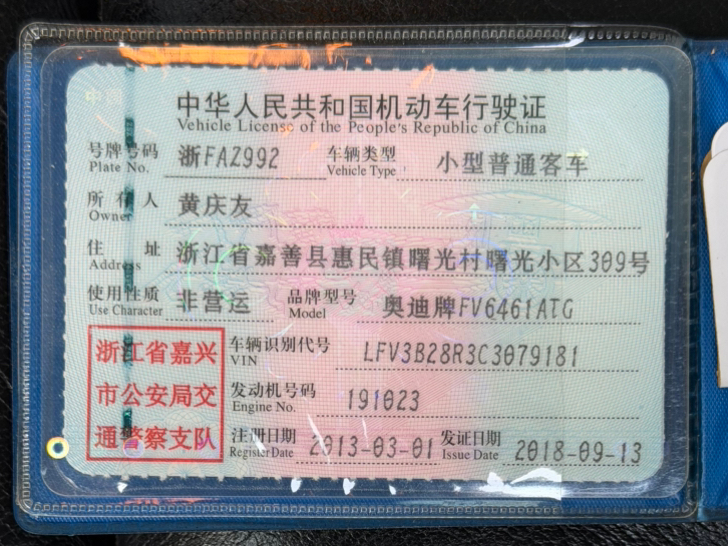 中华人民共和国机动车行驶证
Vehicle License of the People's Republic of China
号牌号码 浙FAZ992 车辆类型 小型普通客车
Plate No. Vehicle Type
所有人 黄庆友
Owner
住址 浙江省嘉善县惠民镇曙光村曙光小区309号
Address
使用性质 非营运 品牌型号 奥迪牌FV6461ATG
Use Character Model
浙江省嘉兴 车辆识别代号 LFV3B28R3C3079181
VIN
市公安局交 发动机号码 191023
Engine No.
通警察支队 注册日期 2013-03-01 发证日期 2018-09-13
Register Date Issue Date